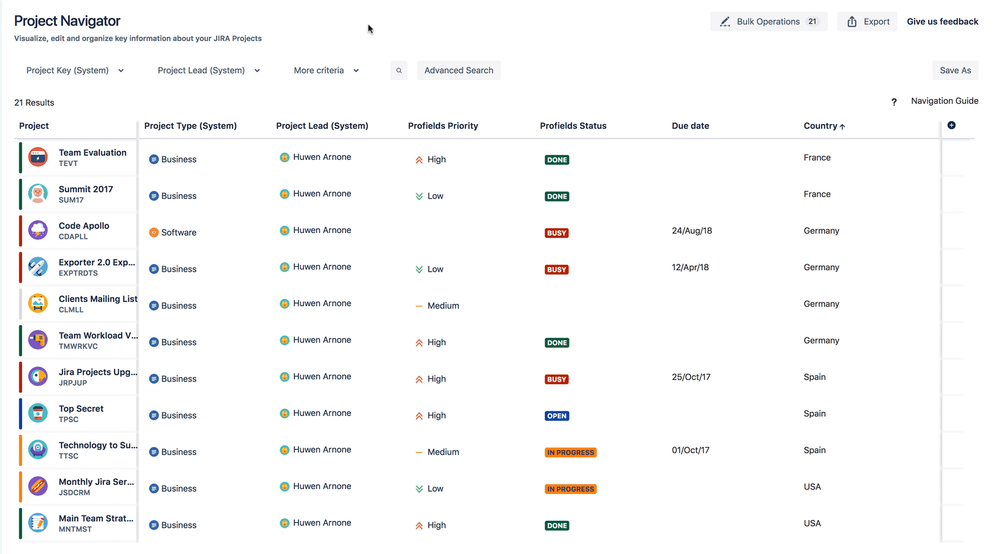 Project Navigator
Bulk Operations 21
Export
Give us feedback
Visualize, edit and organize key information about your JIRA Projects
Project Key (System)
Project Lead (System)
More criteria
Advanced Search
Save As
21 Results
? Navigation Guide
Project Project Type (System) Project Lead (System) Profields Priority Profields Status Due date Country
Team Evaluation
TEVT
Business Huwen Arnone High DONE France
Summit 2017
SUM17
Business Huwen Arnone Low DONE France
Code Apollo
CDAPLL
Software Huwen Arnone BUSY 24/Aug/18 Germany
Exporter 2.0 Exp...
EXPTRDTS
Business Huwen Arnone Low BUSY 12/Apr/18 Germany
Clients Mailing List
CLMLL
Business Huwen Arnone Medium Germany
Team Workload V...
TMWRKVC
Business Huwen Arnone High DONE Germany
Jira Projects Upg...
JRPJUP
Business Huwen Arnone High BUSY 25/Oct/17 Spain
Top Secret
TPSC
Business Huwen Arnone High OPEN Spain
Technology to Su...
TTSC
Business Huwen Arnone Medium IN PROGRESS 01/Oct/17 Spain
Monthly Jira Ser...
JSDCRM
Business Huwen Arnone Low IN PROGRESS USA
Main Team Strat...
MNTMST
Business Huwen Arnone High DONE USA